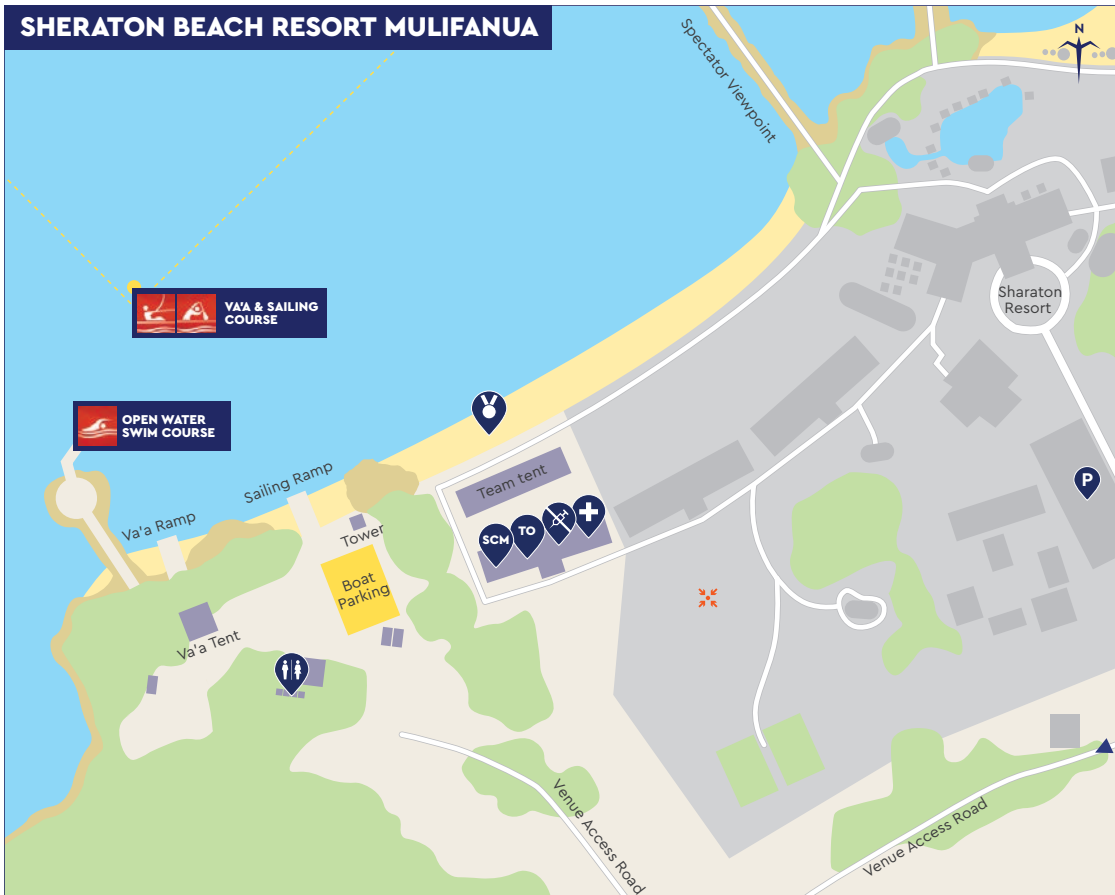 SHERATON BEACH RESORT MULIFANUA
N
Spectator Viewpoint
VA'A & SAILING
COURSE
Sharaton
Resort
OPEN WATER
SWIM COURSE
Sailing Ramp
Va'a Ramp
Team tent
P
SCM
TO
Tower
Boat
Parking
Va'a Tent
Venue Access Road
Venue Access Road